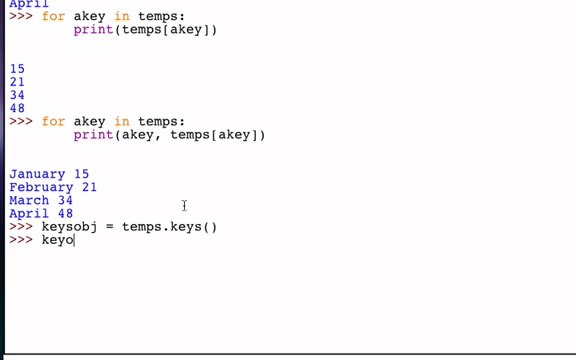 April
>>> for akey in temps:
        print(temps[akey])
15
21
34
48
>>> for akey in temps:
        print(akey, temps[akey])
January 15
February 21
March 34
April 48
>>> keysobj = temps.keys()
>>> keyo